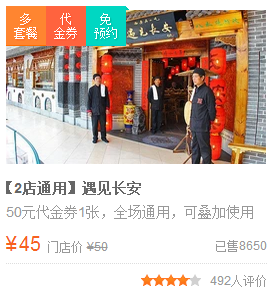 多 代 免
套餐 金券 预约
遇见长安
【2店通用】遇见长安
50元代金券1张，全场通用，可叠加使用
¥45 门店价 ¥50 已售8650
492人评价